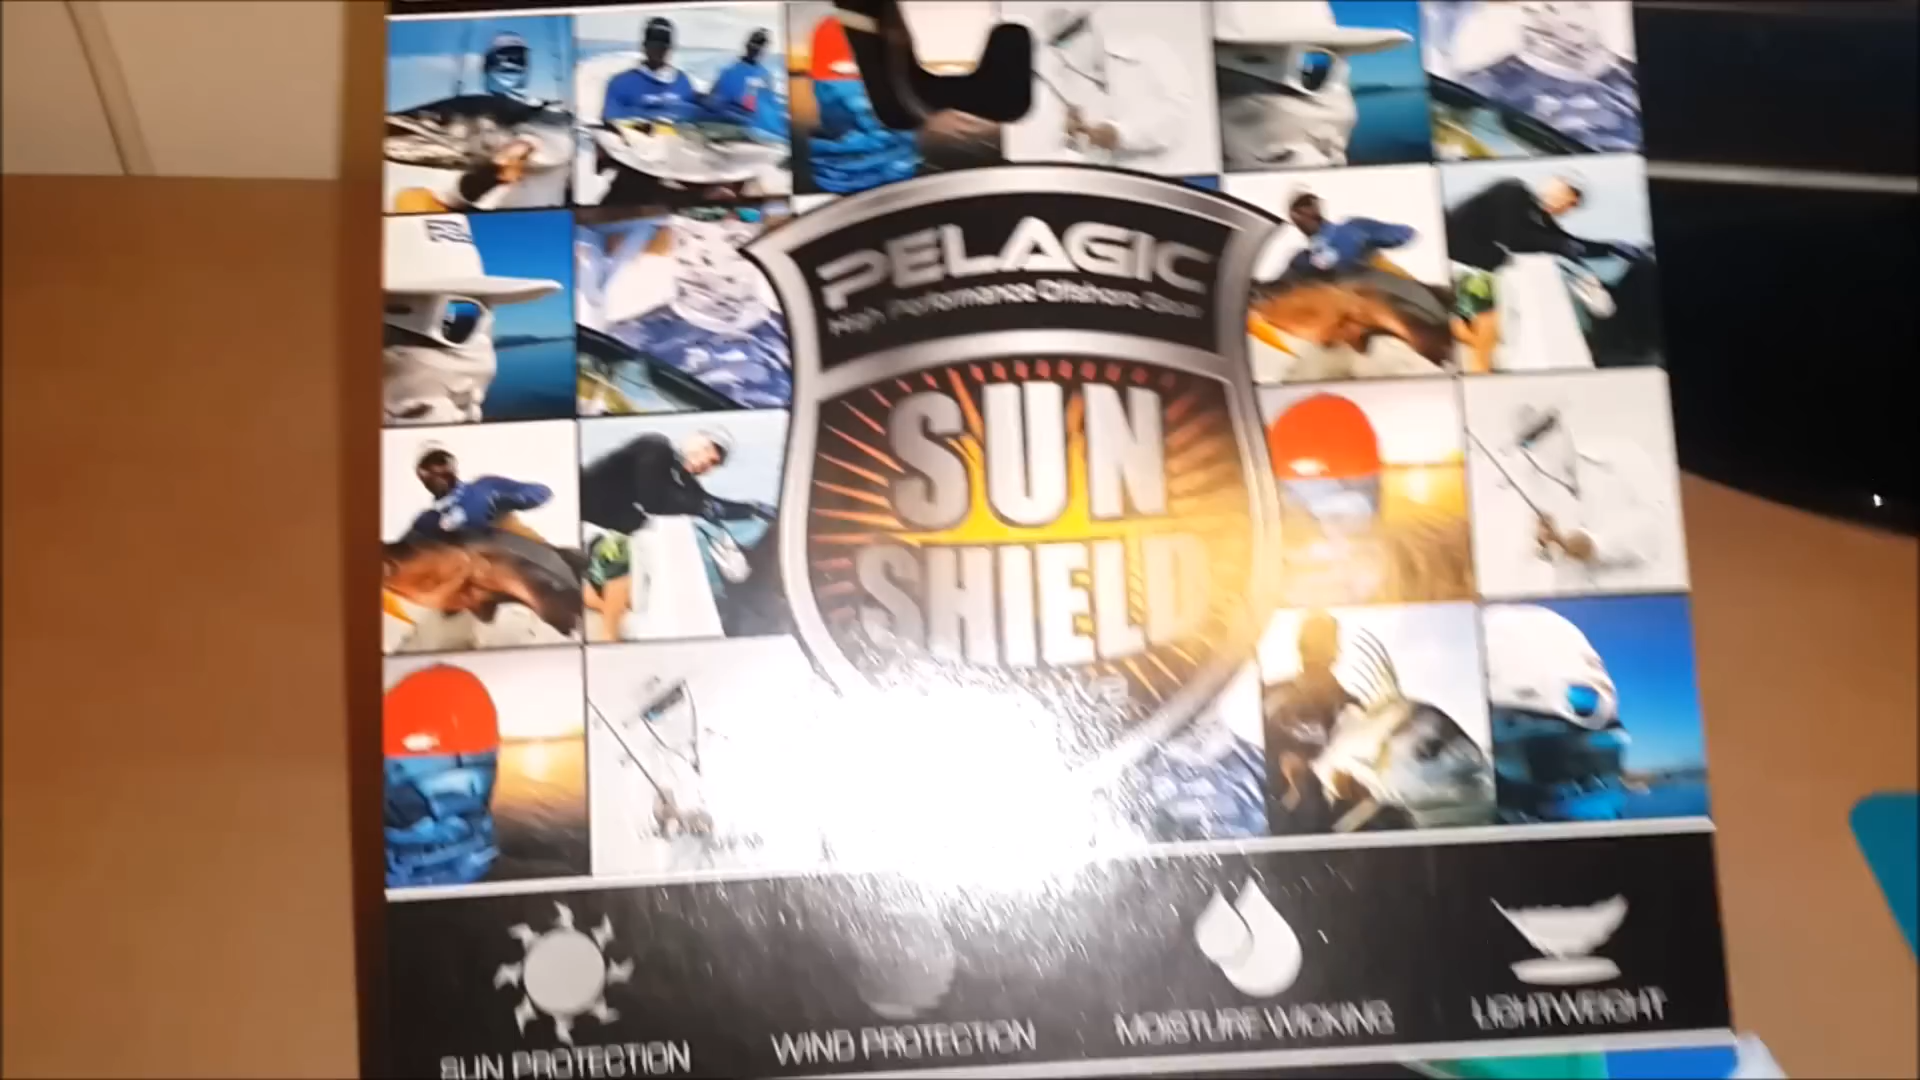 PELAGIC
High Performance Offshore Gear
SUN
SHIELD
SUN PROTECTION
WIND PROTECTION
MOISTURE WICKING
LIGHTWEIGHT